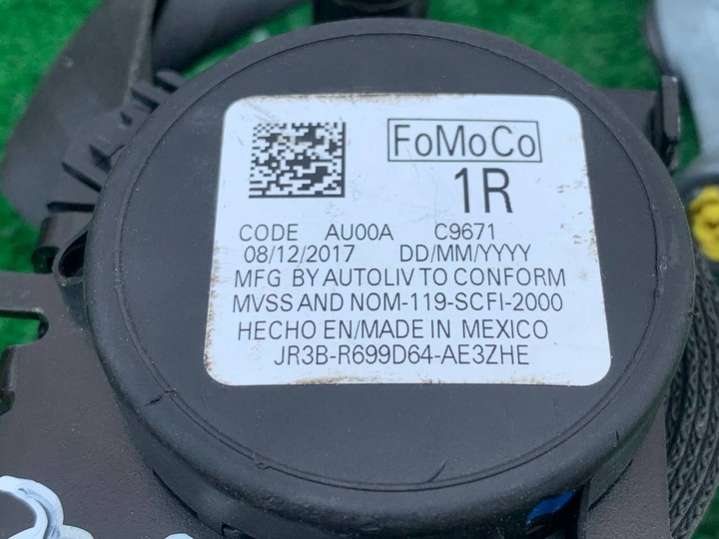 FoMoCo
1R
CODE AU00A C9671
08/12/2017 DD/MM/YYYY
MFG BY AUTOLIV TO CONFORM
MVSS AND NOM-119-SCFI-2000
HECHO EN/MADE IN MEXICO
JR3B-R699D64-AE3ZHE